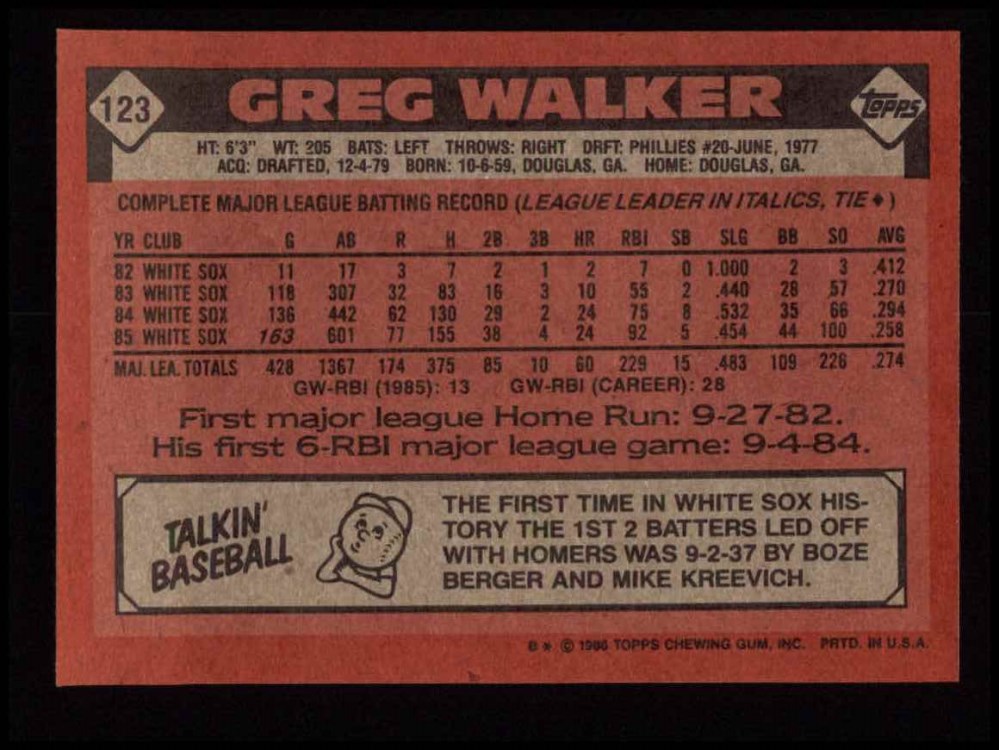 123 GREG WALKER Topps
HT: 6'3" WT: 205 BATS: LEFT THROWS: RIGHT DRFT: PHILLIES #20-JUNE, 1977
ACQ: DRAFTED, 12-4-79 BORN: 10-6-59, DOUGLAS, GA. HOME: DOUGLAS, GA.
COMPLETE MAJOR LEAGUE BATTING RECORD (LEAGUE LEADER IN ITALICS, TIE ♦)
YR CLUB G AB R H 2B 3B HR RBI SB SLG BB SO AVG
82 WHITE SOX 11 17 3 7 2 1 2 7 0 1.000 2 3 .412
83 WHITE SOX 118 307 32 83 16 3 10 55 2 .440 28 57 .270
84 WHITE SOX 136 442 62 130 29 2 24 75 8 .532 35 66 .294
85 WHITE SOX 163 601 77 155 38 4 24 92 5 .454 44 100 .258
MAJ. LEA. TOTALS 428 1367 174 375 85 10 60 229 15 .483 109 226 .274
GW-RBI (1985): 13 GW-RBI (CAREER): 28
First major league Home Run: 9-27-82.
His first 6-RBI major league game: 9-4-84.
TALKIN'
BASEBALL
THE FIRST TIME IN WHITE SOX HIS-
TORY THE 1ST 2 BATTERS LED OFF
WITH HOMERS WAS 9-2-37 BY BOZE
BERGER AND MIKE KREEVICH.
B * © 1986 TOPPS CHEWING GUM, INC. PRTD. IN U.S.A.